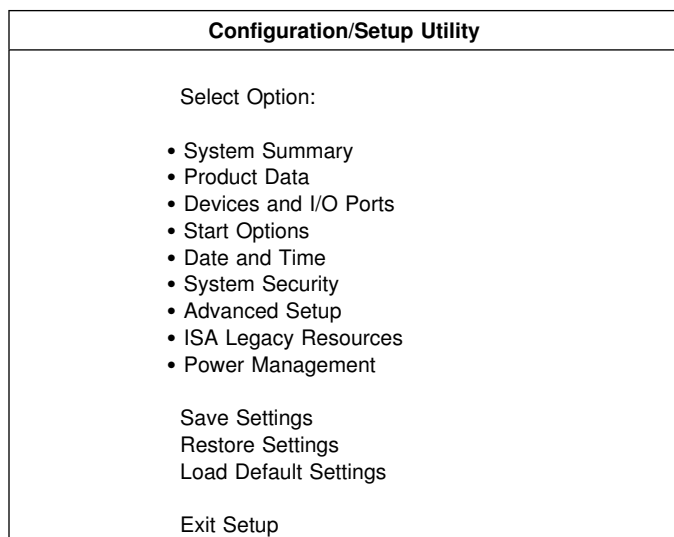 Configuration/Setup Utility
Select Option:
• System Summary
• Product Data
• Devices and I/O Ports
• Start Options
• Date and Time
• System Security
• Advanced Setup
• ISA Legacy Resources
• Power Management
Save Settings
Restore Settings
Load Default Settings
Exit Setup